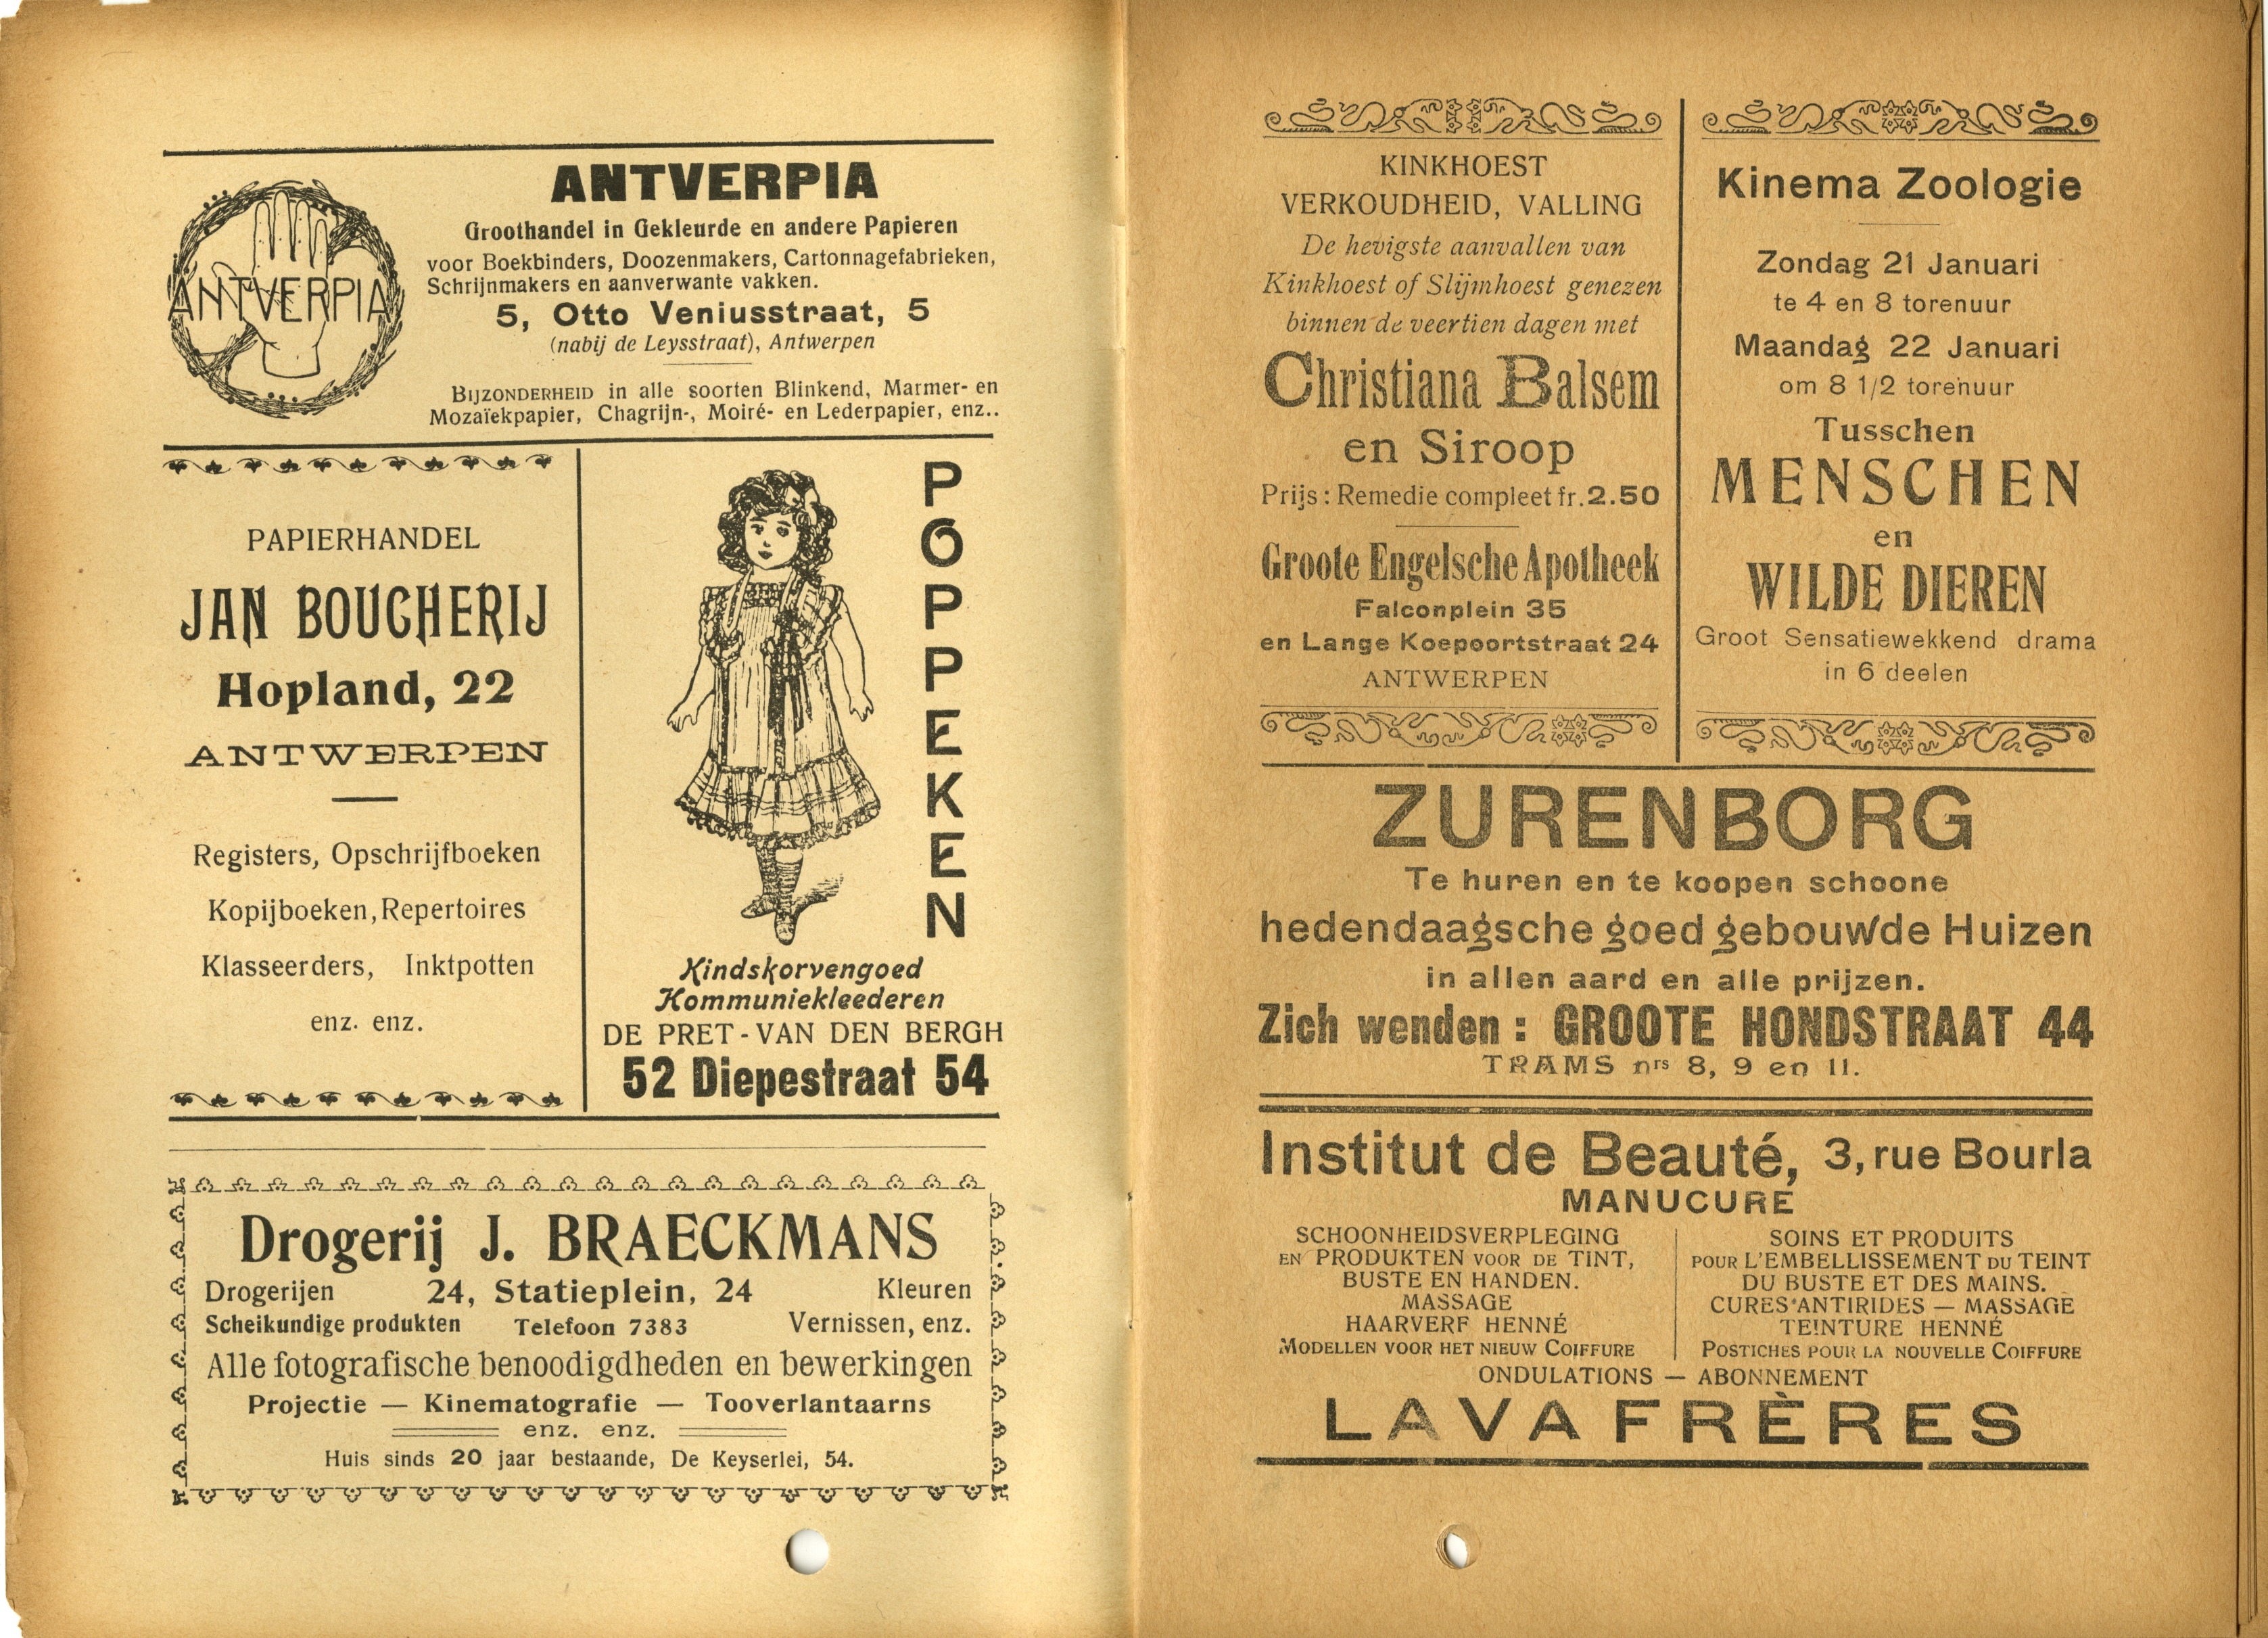 ANTVERPIA
ANTVERPIA
Groothandel in Gekleurde en andere Papieren
voor Boekbinders, Doozenmakers, Cartonnagefabrieken,
Schrijnmakers en aanverwante vakken.
5, Otto Veniusstraat, 5
(nabij de Leysstraat), Antwerpen
BIJZONDERHEID in alle soorten Blinkend, Marmer- en
Mozaïekpapier, Chagrijn-, Moiré- en Lederpapier, enz..
PAPIERHANDEL
JAN BOUCHERIJ
Hopland, 22
ANTWERPEN
Registers, Opschrijfboeken
Kopijboeken, Repertoires
Klasseerders, Inktpotten
enz. enz.
POPPEKEN
Kindskorvengoed
Kommuniekleederen
DE PRET-VAN DEN BERGH
52 Diepestraat 54
Drogerij J. BRAECKMANS
Drogerijen 24, Statieplein, 24 Kleuren
Scheikundige produkten Telefoon 7383 Vernissen, enz.
Alle fotografische benoodigdheden en bewerkingen
Projectie — Kinematografie — Tooverlantaarns
enz. enz.
Huis sinds 20 jaar bestaande, De Keyserlei, 54.
KINKHOEST
VERKOUDHEID, VALLING
De hevigste aanvallen van
Kinkhoest of Slijmhoest genezen
binnen de veertien dagen met
Christiana Balsem
en Siroop
Prijs : Remedie compleet fr. 2.50
Groote Engelsche Apotheek
Falconplein 35
en Lange Koepoortstraat 24
ANTWERPEN
Kinema Zoologie
Zondag 21 Januari
te 4 en 8 torenuur
Maandag 22 Januari
om 8 1/2 torenuur
Tusschen
MENSCHEN
en
WILDE DIEREN
Groot Sensatiewekkend drama
in 6 deelen
ZURENBORG
Te huren en te koopen schoone
hedendaagsche goed gebouwde Huizen
in allen aard en alle prijzen.
Zich wenden : GROOTE HONDSTRAAT 44
TRAMS nrs 8, 9 en 11.
Institut de Beauté, 3, rue Bourla
MANUCURE
SCHOONHEIDSVERPLEGING
EN PRODUKTEN VOOR DE TINT,
BUSTE EN HANDEN.
MASSAGE
HAARVERF HENNÉ
MODELLEN VOOR HET NIEUW COIFFURE
SOINS ET PRODUITS
POUR L'EMBELLISSEMENT DU TEINT
DU BUSTE ET DES MAINS.
CURES ANTIRIDES — MASSAGE
TEINTURE HENNÉ
POSTICHES POUR LA NOUVELLE COIFFURE
ONDULATIONS — ABONNEMENT
LAVA FRÈRES